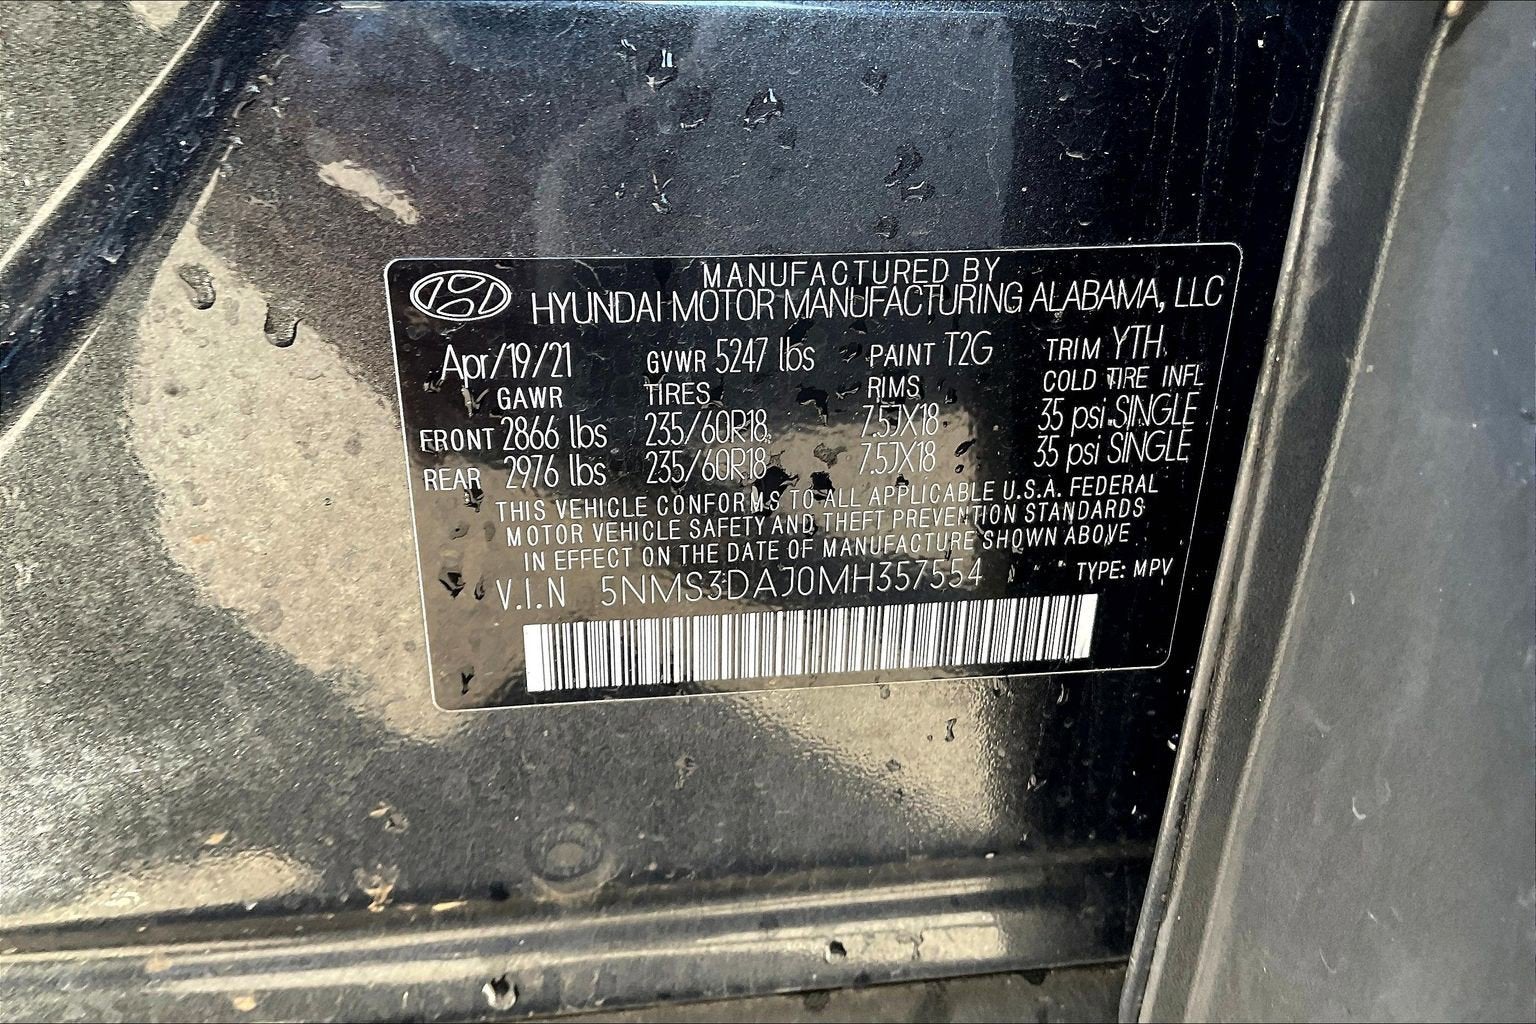 MANUFACTURED BY
HYUNDAI MOTOR MANUFACTURING ALABAMA, LLC
Apr/19/21 GVWR 5247 lbs PAINT T2G TRIM YTH
GAWR TIRES RIMS COLD TIRE INFL
FRONT 2866 lbs 235/60R18 7.5JX18 35 psi SINGLE
REAR 2976 lbs 235/60R18 7.5JX18 35 psi SINGLE
THIS VEHICLE CONFORMS TO ALL APPLICABLE U.S.A. FEDERAL
MOTOR VEHICLE SAFETY AND THEFT PREVENTION STANDARDS
IN EFFECT ON THE DATE OF MANUFACTURE SHOWN ABOVE
V.I.N 5NMS3DAJ0MH357554 TYPE: MPV